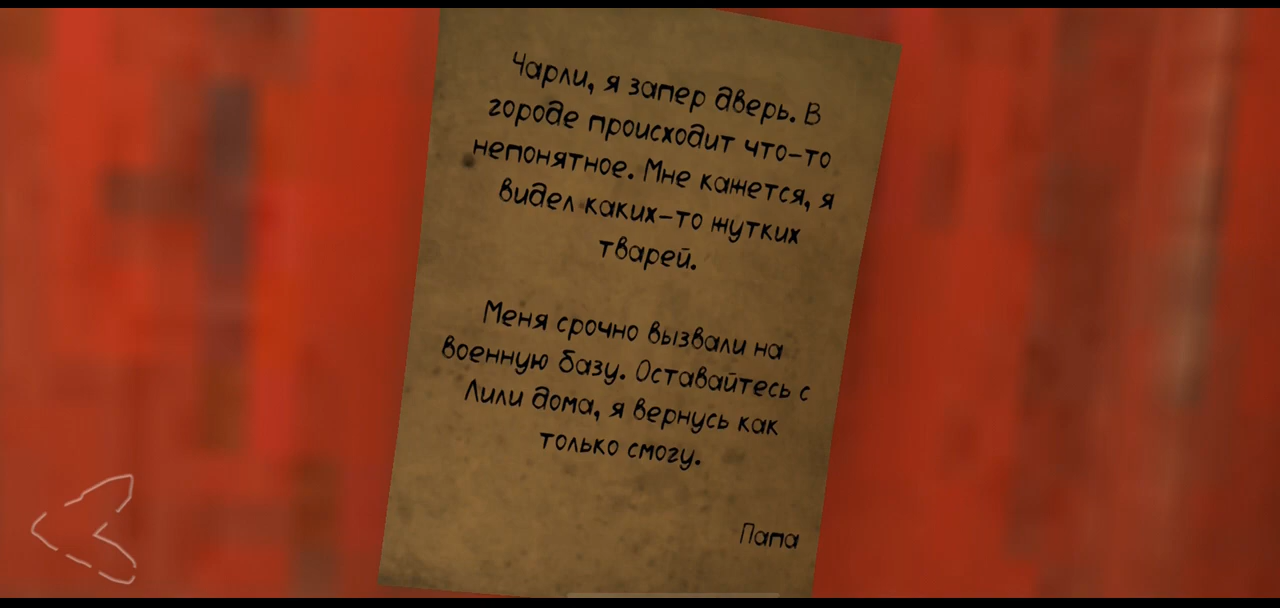 Чарли, я запер дверь. В
городе происходит что-то
непонятное. Мне кажется, я
видел каких-то жутких
тварей.
Меня срочно вызвали на
военную базу. Оставайтесь с
Лили дома, я вернусь как
только смогу.
Папа